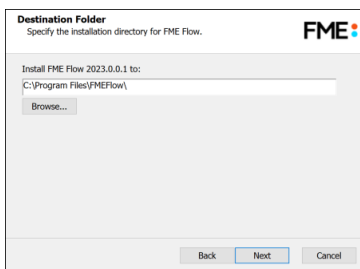 Destination Folder
Specify the installation directory for FME Flow.
FME:
Install FME Flow 2023.0.0.1 to:
C:\Program Files\FMEFlow\
Browse...
Back Next Cancel